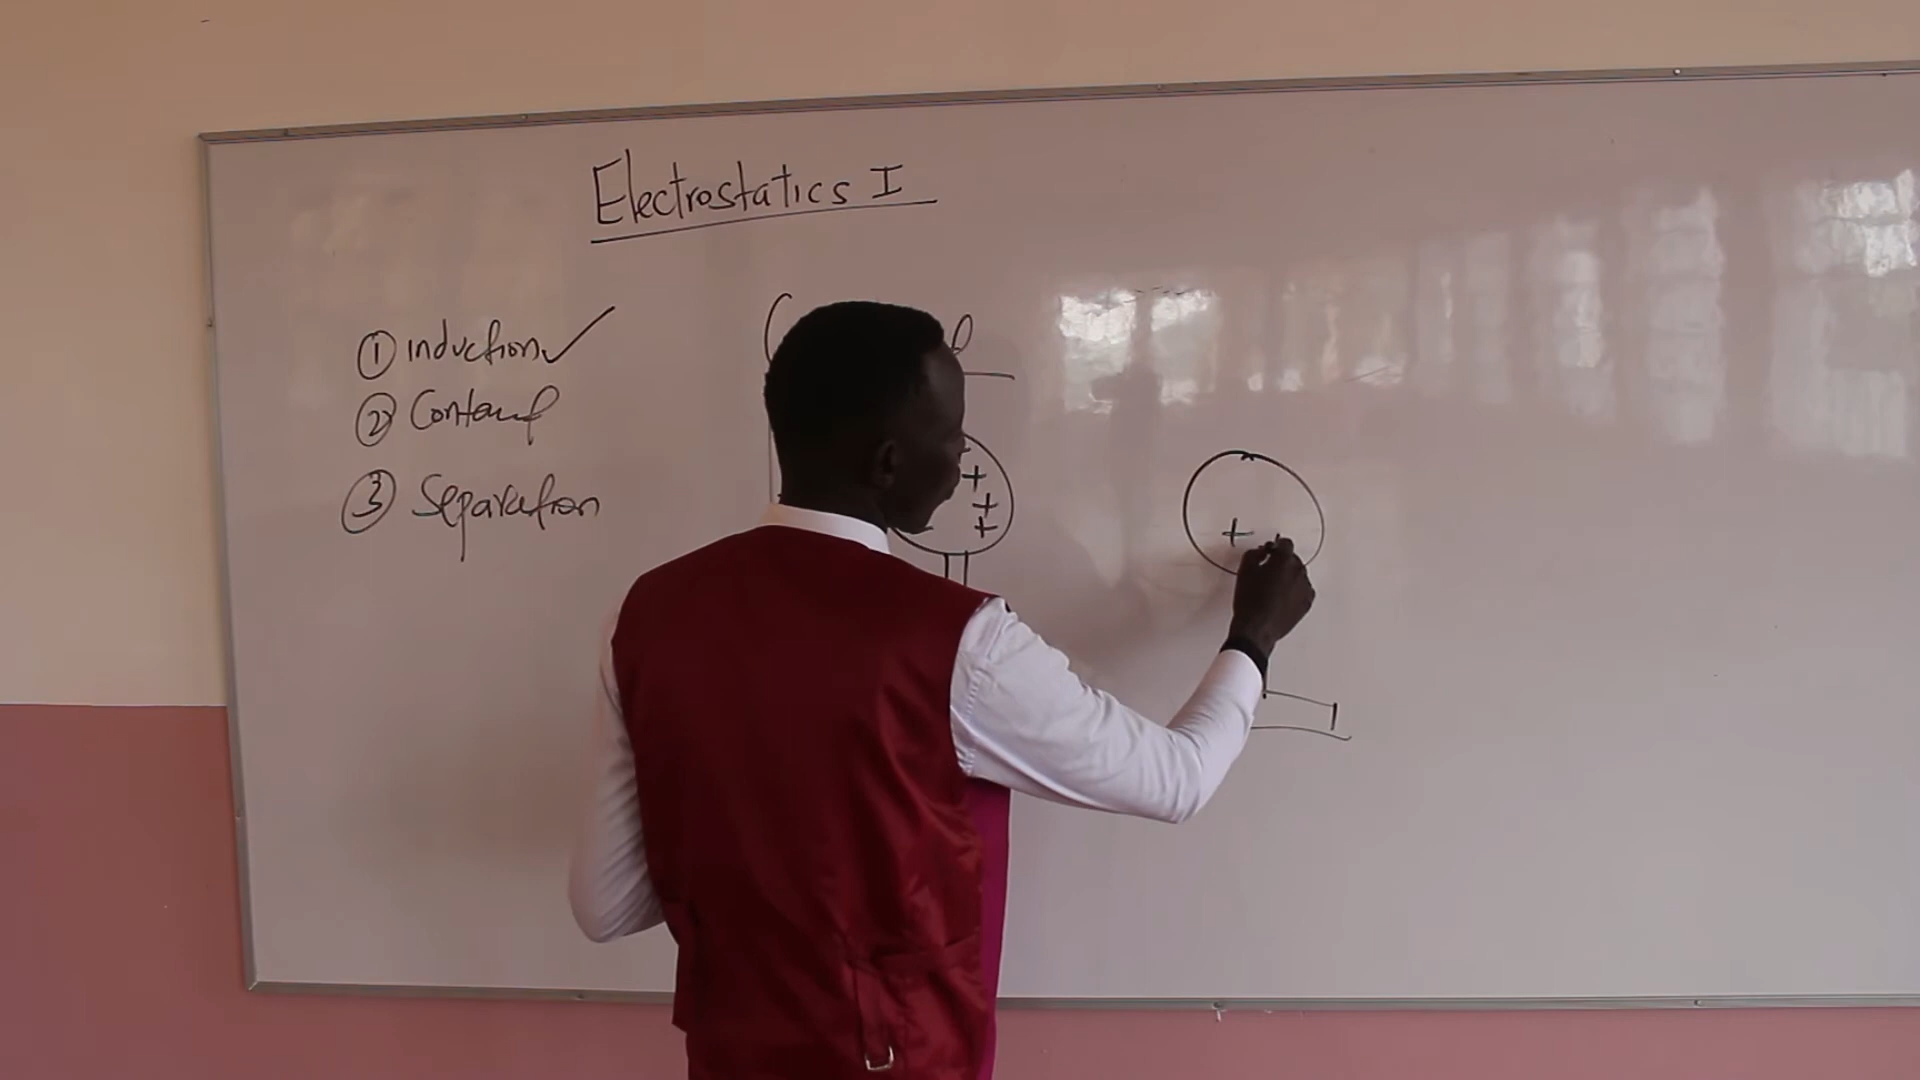 Electrostatics I
① Induction ✓
② Contact
③ Separation
+
+
+
+